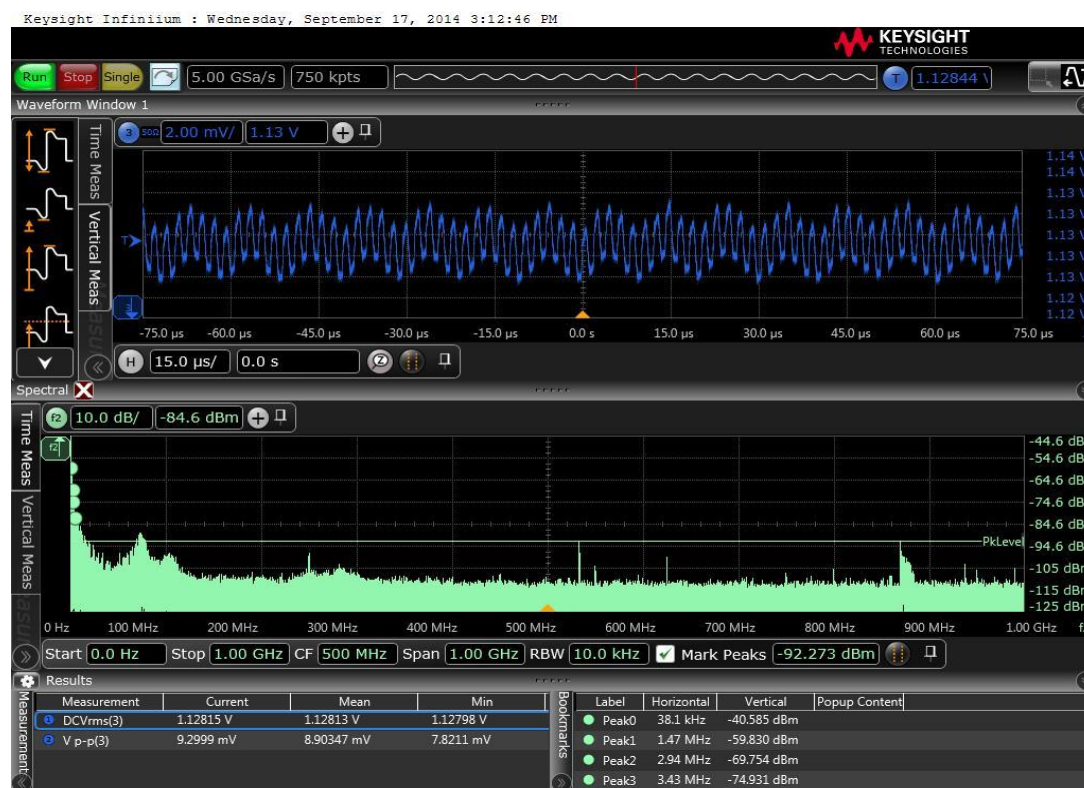 Keysight Infiniium : Wednesday, September 17, 2014 3:12:46 PM
KEYSIGHT
TECHNOLOGIES
Run Stop Single 5.00 GSa/s 750 kpts T 1.12844 V
Waveform Window 1
Time Meas
Vertical Meas
3 50Ω 2.00 mV/ 1.13 V
1.14 V
1.14 V
1.13 V
1.13 V
1.13 V
1.13 V
1.13 V
1.12 V
1.12 V
T
-75.0 µs -60.0 µs -45.0 µs -30.0 µs -15.0 µs 0.0 s 15.0 µs 30.0 µs 45.0 µs 60.0 µs 75.0 µs
H 15.0 µs/ 0.0 s Z
Spectral
Time Meas
Vertical Meas
f2 10.0 dB/ -84.6 dBm
f2
-44.6 dB
-54.6 dB
-64.6 dB
-74.6 dB
-84.6 dB
PkLevel
-94.6 dB
-105 dBm
-115 dBm
-125 dBm
0 Hz 100 MHz 200 MHz 300 MHz 400 MHz 500 MHz 600 MHz 700 MHz 800 MHz 900 MHz 1.00 GHz f
Start 0.0 Hz Stop 1.00 GHz CF 500 MHz Span 1.00 GHz RBW 10.0 kHz Mark Peaks -92.273 dBm
Results
Measurement Current Mean Min
1 DCVrms(3) 1.12815 V 1.12813 V 1.12798 V
2 V p-p(3) 9.2999 mV 8.90347 mV 7.8211 mV
Measurement
Bookmarks
Label Horizontal Vertical Popup Content
Peak0 38.1 kHz -40.585 dBm
Peak1 1.47 MHz -59.830 dBm
Peak2 2.94 MHz -69.754 dBm
Peak3 3.43 MHz -74.931 dBm